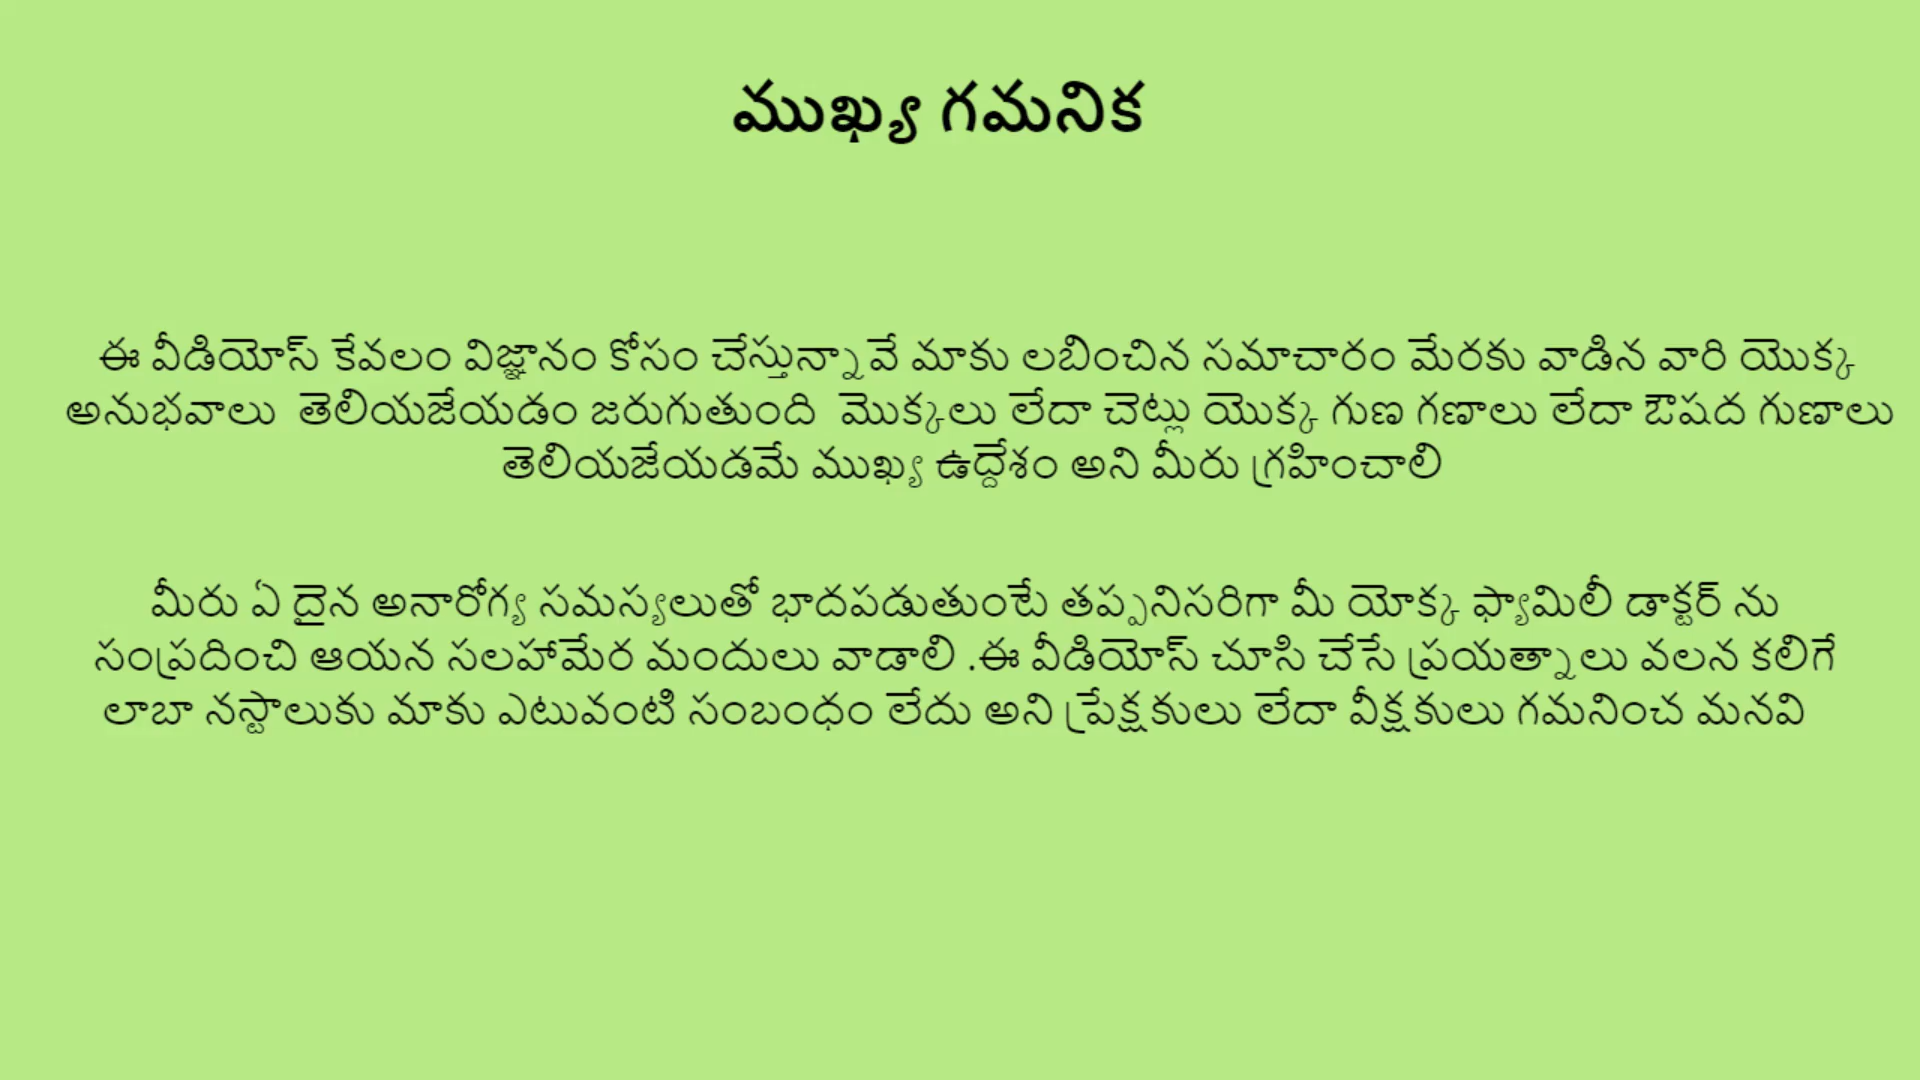 ముఖ్య గమనిక
ఈ వీడియోస్ కేవలం విజ్ఞానం కోసం చేస్తున్నావే మాకు లబించిన సమాచారం మేరకు వాడిన వారి యొక్క
అనుభవాలు తెలియజేయడం జరుగుతుంది మొక్కలు లేదా చెట్లు యొక్క గుణ గణాలు లేదా ఔషద గుణాలు
తెలియజేయడమే ముఖ్య ఉద్దేశం అని మీరు గ్రహించాలి
మీరు ఏ దైన అనారోగ్య సమస్యలుతో భాదపడుతుంటే తప్పనిసరిగా మీ యోక్క ఫ్యామిలీ డాక్టర్ ను
సంప్రదించి ఆయన సలహామేర మందులు వాడాలి .ఈ వీడియోస్ చూసి చేసే ప్రయత్నాలు వలన కలిగే
లాబా నస్టాలుకు మాకు ఎటువంటి సంబంధం లేదు అని ప్రేక్షకులు లేదా వీక్షకులు గమనించ మనవి